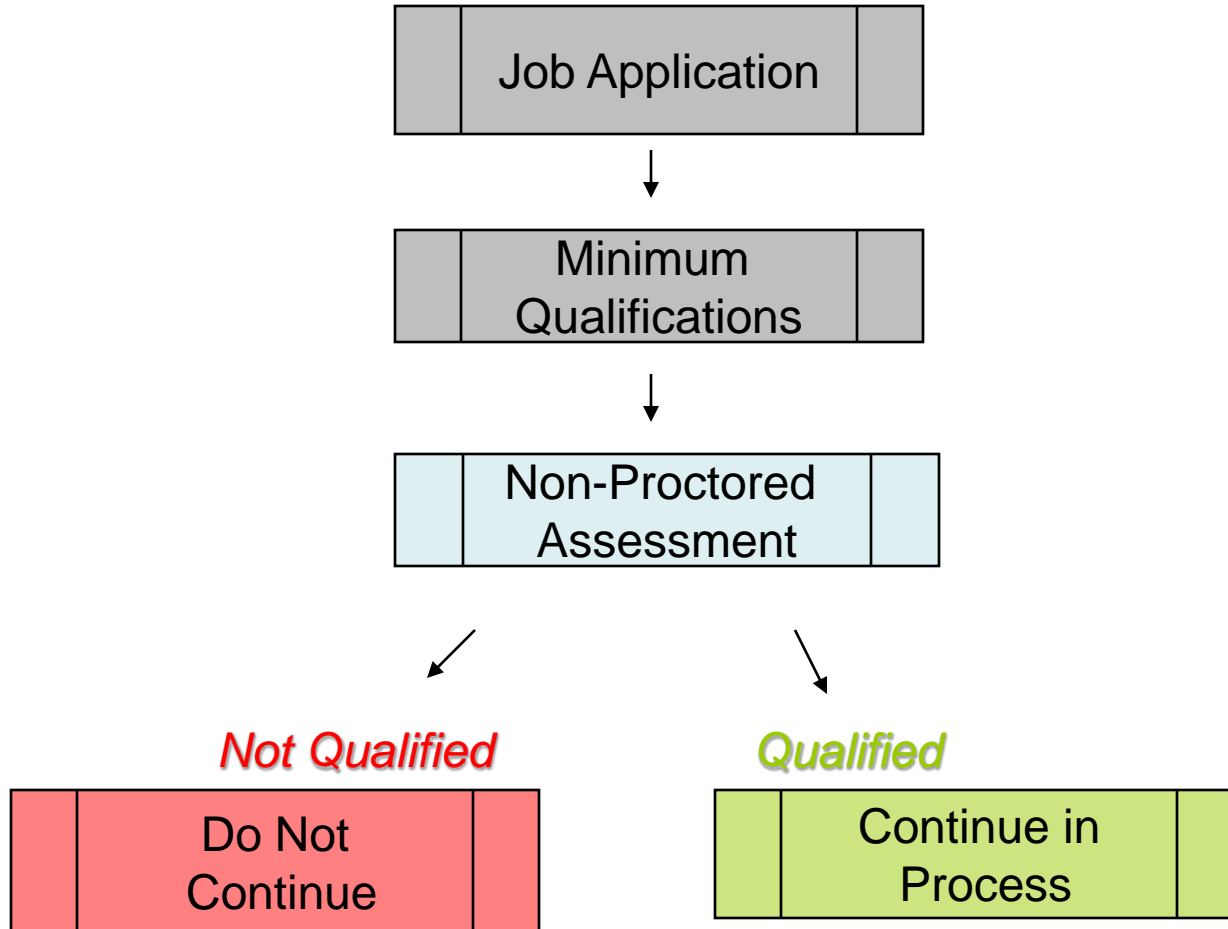 Job Application
Minimum
Qualifications
Non-Proctored
Assessment
Not Qualified
Qualified
Do Not
Continue
Continue in
Process